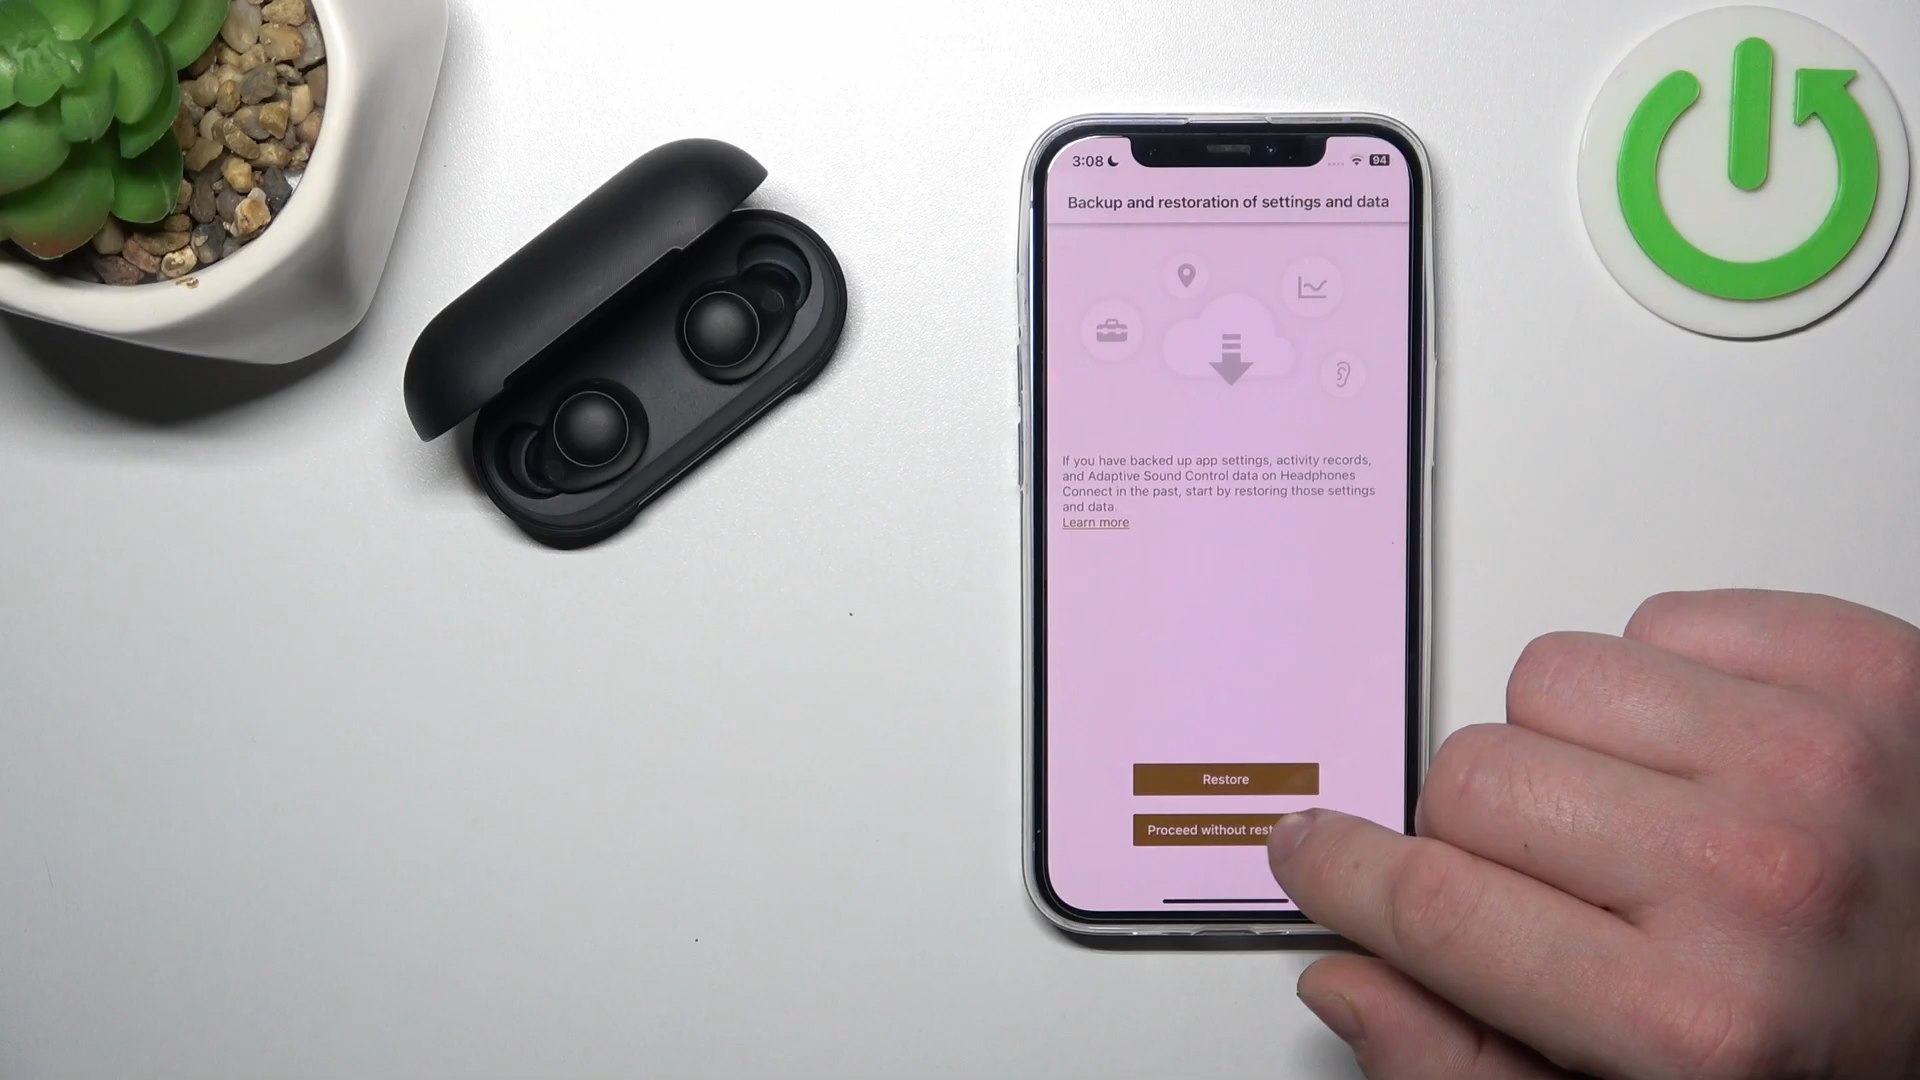 3:08
94
Backup and restoration of settings and data
If you have backed up app settings, activity records,
and Adaptive Sound Control data on Headphones
Connect in the past, start by restoring those settings
and data.
Learn more
Restore
Proceed without